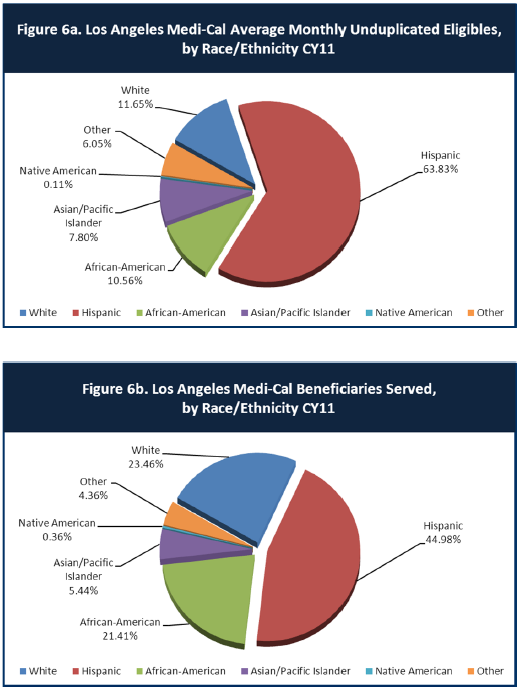 Figure 6a. Los Angeles Medi-Cal Average Monthly Unduplicated Eligibles,
by Race/Ethnicity CY11
White
11.65%
Other
6.05%
Native American
0.11%
Asian/Pacific
Islander
7.80%
African-American
10.56%
Hispanic
63.83%
White Hispanic African-American Asian/Pacific Islander Native American Other
Figure 6b. Los Angeles Medi-Cal Beneficiaries Served,
by Race/Ethnicity CY11
White
23.46%
Other
4.36%
Native American
0.36%
Asian/Pacific
Islander
5.44%
African-American
21.41%
Hispanic
44.98%
White Hispanic African-American Asian/Pacific Islander Native American Other